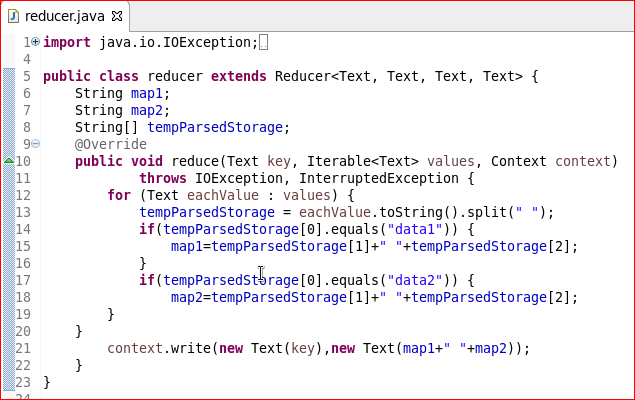 reducer.java
1 import java.io.IOException;
4
5 public class reducer extends Reducer<Text, Text, Text, Text> {
6     String map1;
7     String map2;
8     String[] tempParsedStorage;
9     @Override
10     public void reduce(Text key, Iterable<Text> values, Context context)
11             throws IOException, InterruptedException {
12         for (Text eachValue : values) {
13             tempParsedStorage = eachValue.toString().split(" ");
14             if(tempParsedStorage[0].equals("data1")) {
15                 map1=tempParsedStorage[1]+" "+tempParsedStorage[2];
16             }
17             if(tempParsedStorage[0].equals("data2")) {
18                 map2=tempParsedStorage[1]+" "+tempParsedStorage[2];
19         }
20     }
21         context.write(new Text(key),new Text(map1+" "+map2));
22     }
23 }
24